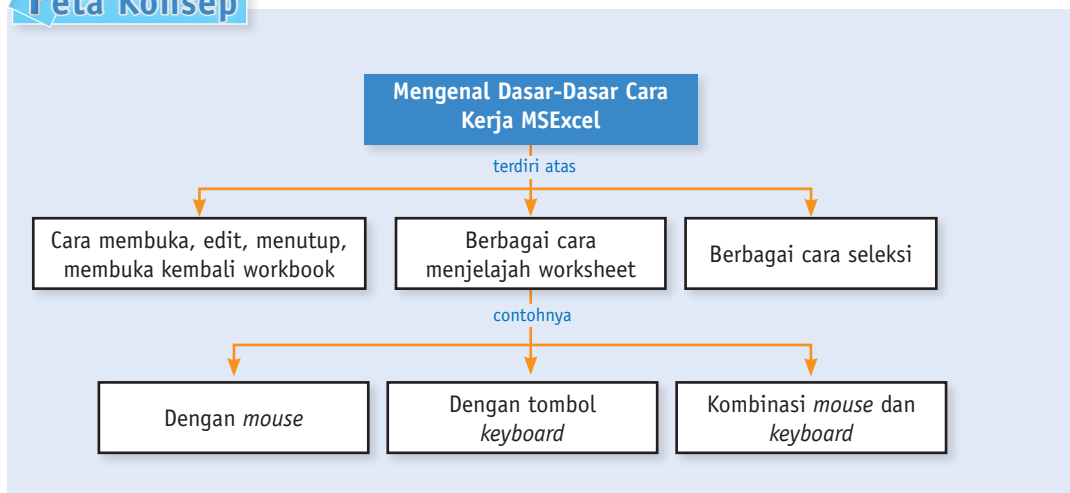 Peta Konsep
Mengenal Dasar-Dasar Cara
Kerja MSExcel
terdiri atas
Cara membuka, edit, menutup,
membuka kembali workbook
Berbagai cara
menjelajah worksheet
Berbagai cara seleksi
contohnya
Dengan mouse
Dengan tombol
keyboard
Kombinasi mouse dan
keyboard